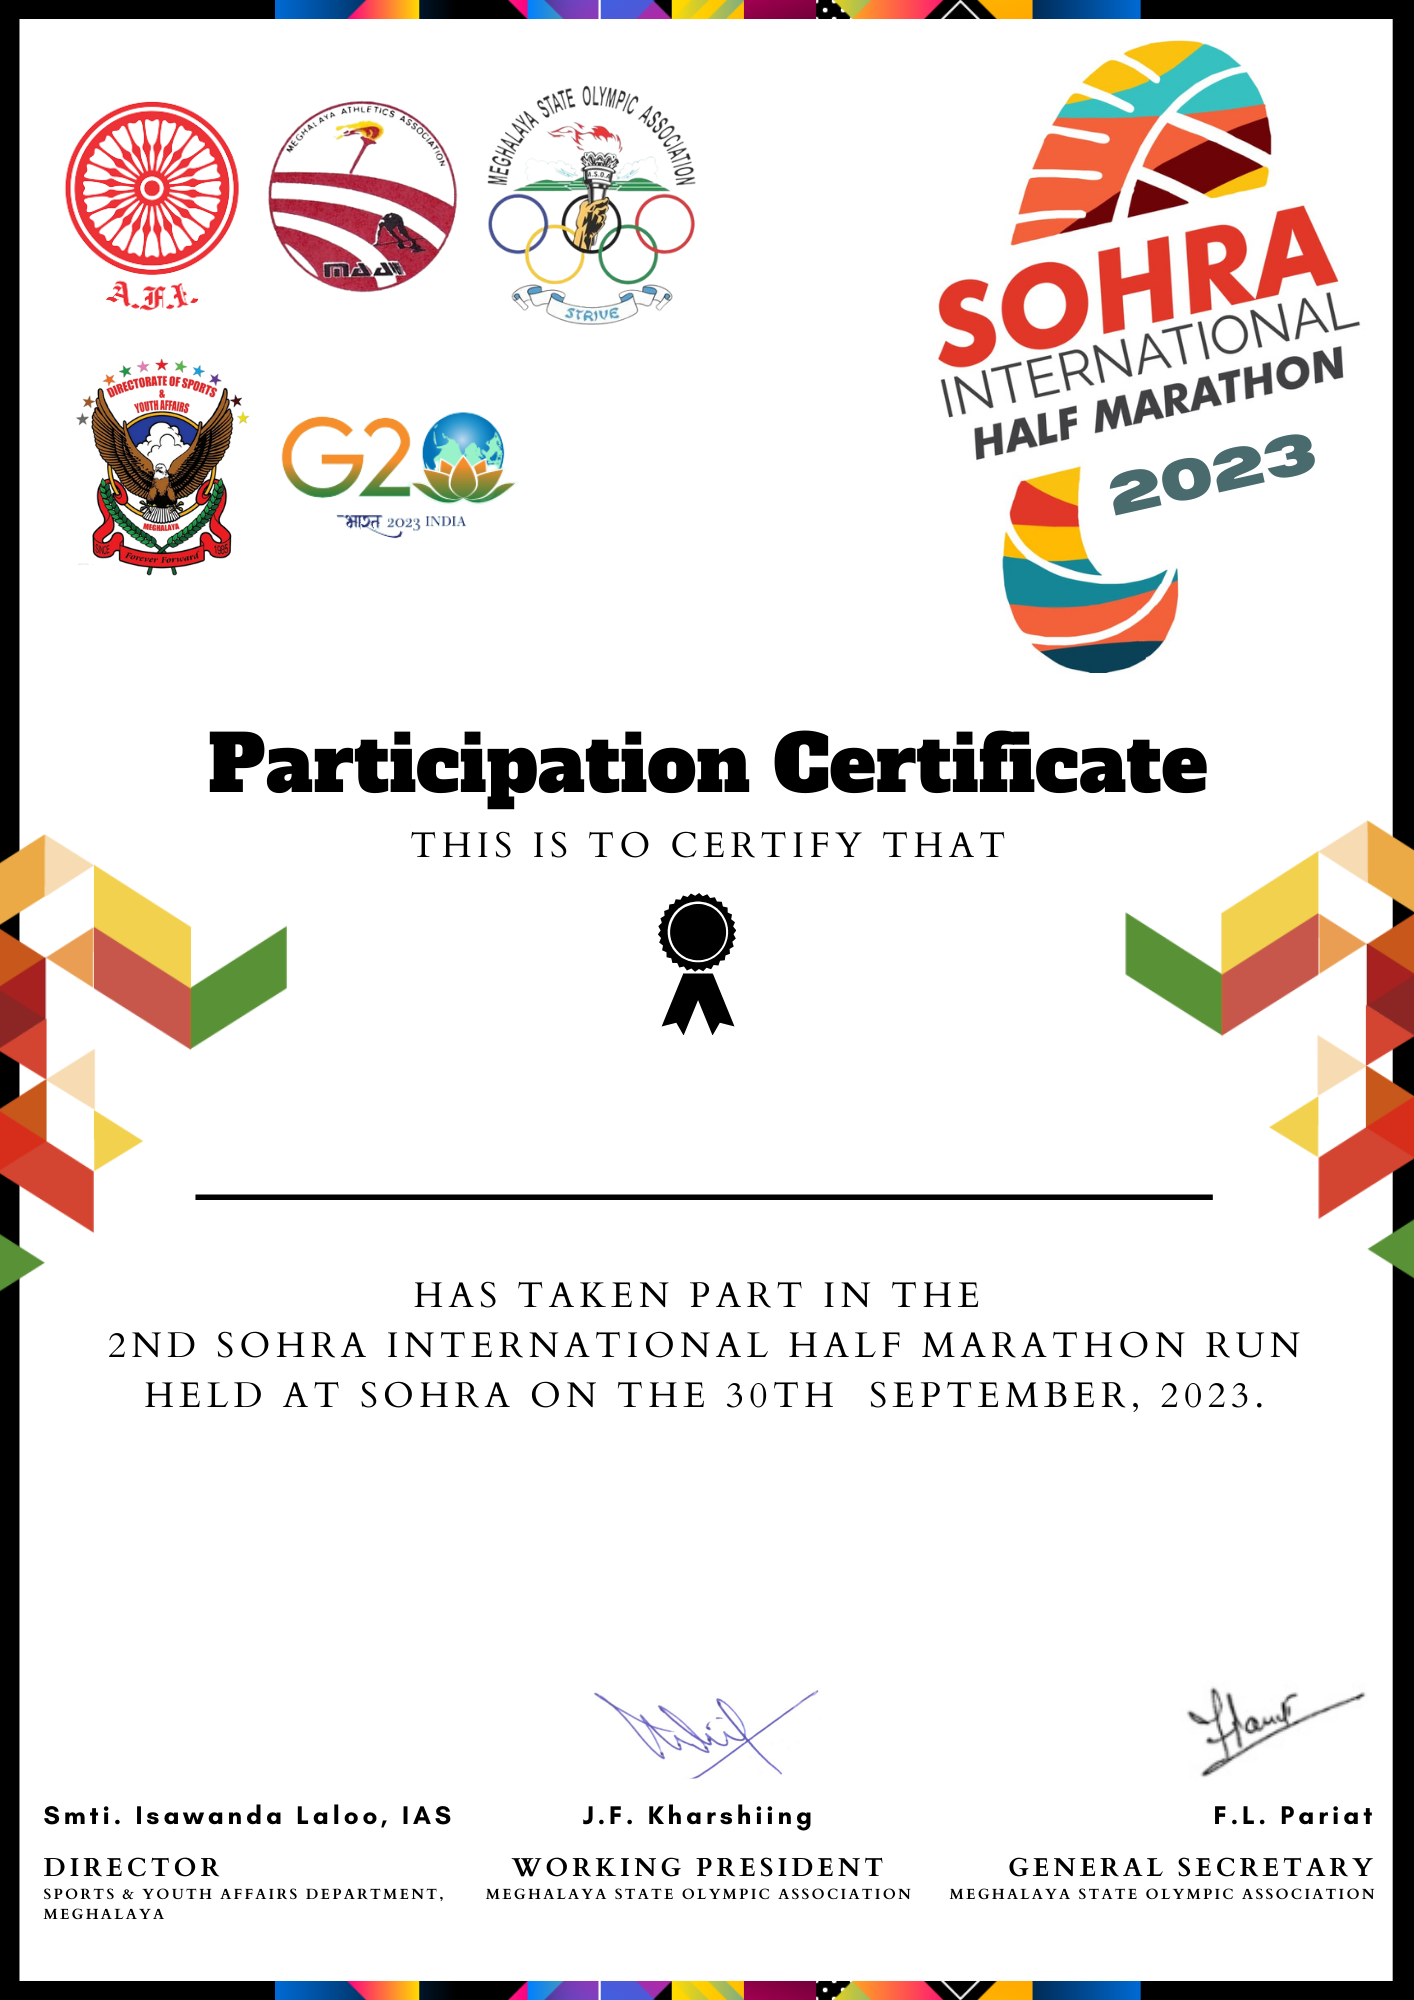 MEGHALAYA ATHLETICS ASSOCIATION
MEGHALAYA STATE OLYMPIC ASSOCIATION
A.F.I.
STRIVE
DIRECTORATE OF SPORTS
&
YOUTH AFFAIRS
MEGHALAYA
SINCE 1985
Forever Forward
G20
भारत 2023 INDIA
SOHRA
INTERNATIONAL
HALF MARATHON
2023
Participation Certificate
THIS IS TO CERTIFY THAT
HAS TAKEN PART IN THE
2ND SOHRA INTERNATIONAL HALF MARATHON RUN
HELD AT SOHRA ON THE 30TH SEPTEMBER, 2023.
Smti. Isawanda Laloo, IAS
DIRECTOR
SPORTS & YOUTH AFFAIRS DEPARTMENT,
MEGHALAYA
J.F. Kharshiing
WORKING PRESIDENT
MEGHALAYA STATE OLYMPIC ASSOCIATION
F.L. Pariat
GENERAL SECRETARY
MEGHALAYA STATE OLYMPIC ASSOCIATION